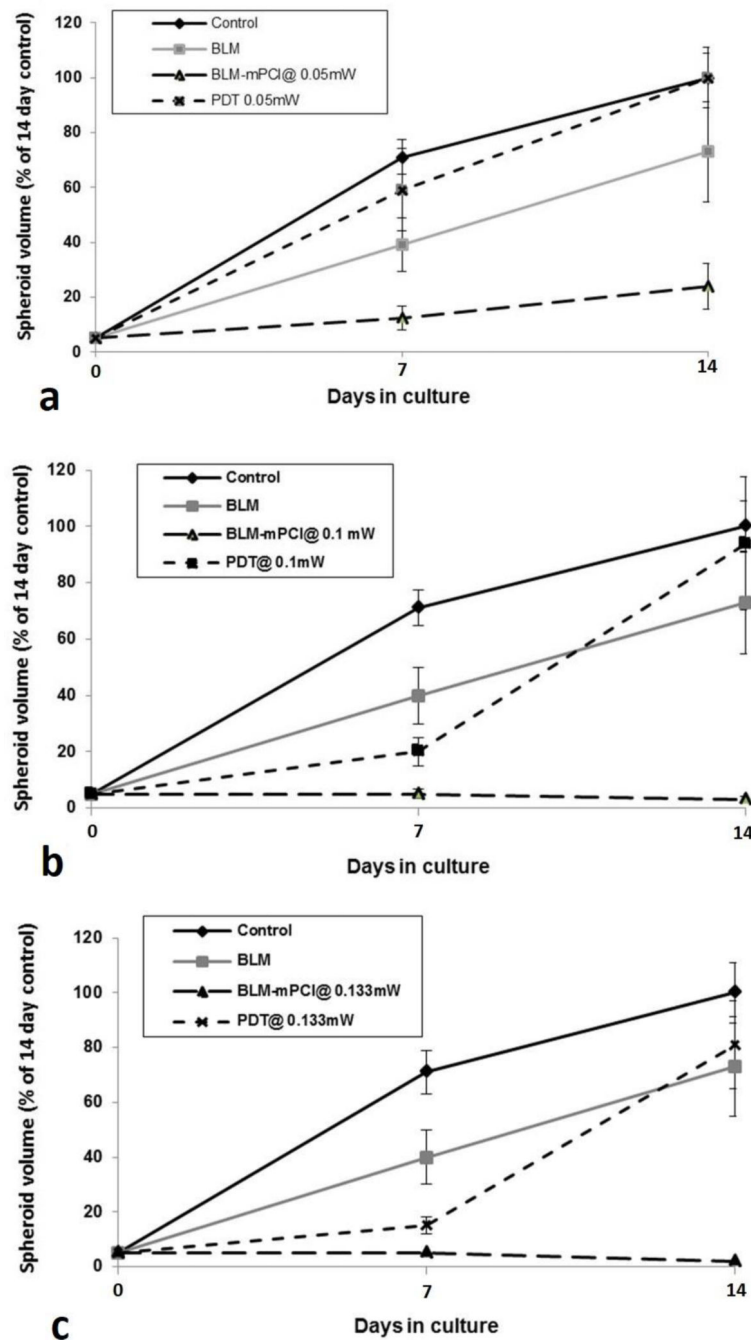 Control
BLM
BLM-mPCI@ 0.05mW
PDT 0.05mW
Spheroid volume (% of 14 day control)
120
100
80
60
40
20
0
0
7
14
Days in culture
a
Control
BLM
BLM-mPCI@ 0.1 mW
PDT@ 0.1mW
Spheroid volume (% of 14 day control)
120
100
80
60
40
20
0
0
7
14
Days in culture
b
Control
BLM
BLM-mPCI@ 0.133mW
PDT@ 0.133mW
Spheroid volume (% of 14 day control)
120
100
80
60
40
20
0
0
7
14
Days in culture
c